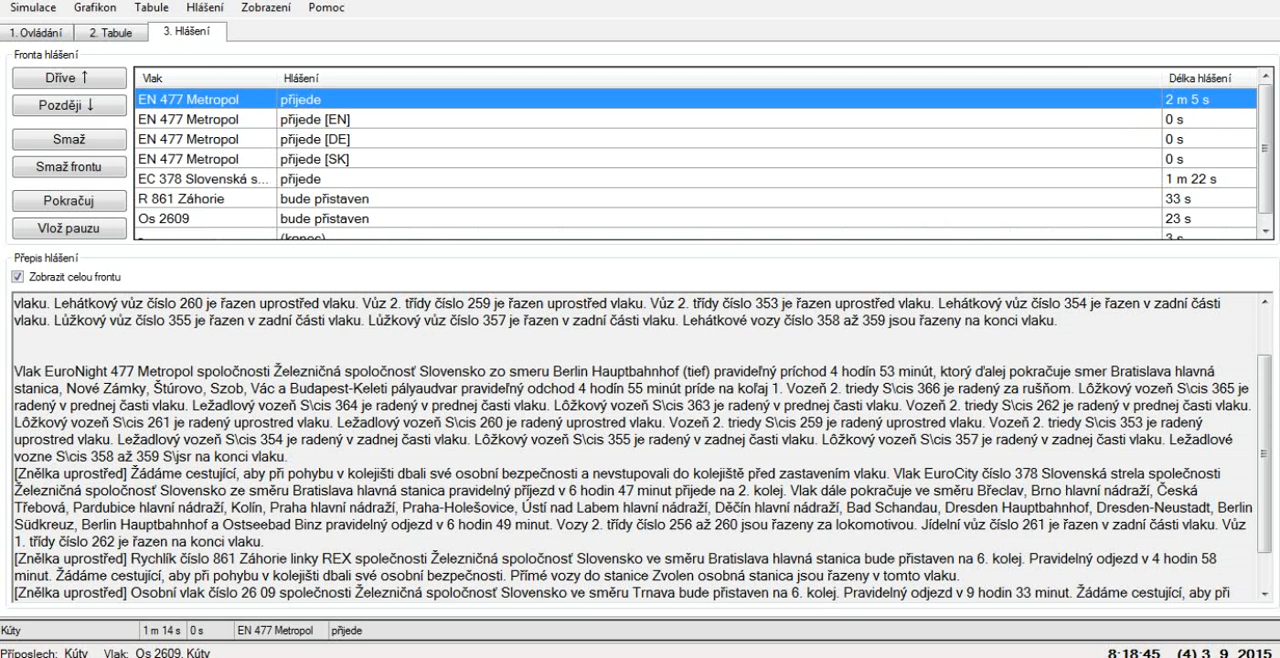 Simulace Grafikon Tabule Hlášení Zobrazení Pomoc
1. Ovládání 2. Tabule 3. Hlášení
Fronta hlášení
Dříve ↑
Později ↓
Smaž
Smaž frontu
Pokračuj
Vlož pauzu
Vlak Hlášení Délka hlášení
EN 477 Metropol přijede 2 m 5 s
EN 477 Metropol přijede [EN] 0 s
EN 477 Metropol přijede [DE] 0 s
EN 477 Metropol přijede [SK] 0 s
EC 378 Slovenská s... přijede 1 m 22 s
R 861 Záhorie bude přistaven 33 s
Os 2609 bude přistaven 23 s
- (konec) 3 s
Přepis hlášení
Zobrazit celou frontu
vlaku. Lehátkový vůz číslo 260 je řazen uprostřed vlaku. Vůz 2. třídy číslo 259 je řazen uprostřed vlaku. Vůz 2. třídy číslo 353 je řazen uprostřed vlaku. Lehátkový vůz číslo 354 je řazen v zadní části
vlaku. Lůžkový vůz číslo 355 je řazen v zadní části vlaku. Lůžkový vůz číslo 357 je řazen v zadní části vlaku. Lehátkové vozy číslo 358 až 359 jsou řazeny na konci vlaku.
Vlak EuroNight 477 Metropol spoločnosti Železničná spoločnosť Slovensko zo smeru Berlin Hauptbahnhof (tief) pravidelný príchod 4 hodín 53 minút, ktorý ďalej pokračuje smer Bratislava hlavná
stanica, Nové Zámky, Štúrovo, Szob, Vác a Budapest-Keleti pályaudvar pravidelný odchod 4 hodín 55 minút príde na koľaj 1. Vozeň 2. triedy S\cis 366 je radený za rušňom. Lôžkový vozeň S\cis 365 je
radený v prednej časti vlaku. Ležadlový vozeň S\cis 364 je radený v prednej časti vlaku. Lôžkový vozeň S\cis 363 je radený v prednej časti vlaku. Vozeň 2. triedy S\cis 262 je radený v prednej časti vlaku.
Lôžkový vozeň S\cis 261 je radený uprostred vlaku. Ležadlový vozeň S\cis 260 je radený uprostred vlaku. Vozeň 2. triedy S\cis 259 je radený uprostred vlaku. Vozeň 2. triedy S\cis 353 je radený
uprostred vlaku. Ležadlový vozeň S\cis 354 je radený v zadnej časti vlaku. Lôžkový vozeň S\cis 355 je radený v zadnej časti vlaku. Lôžkový vozeň S\cis 357 je radený v zadnej časti vlaku. Ležadlové
vozne S\cis 358 až 359 S\jsr na konci vlaku.
[Znělka uprostřed] Žádáme cestující, aby při pohybu v kolejišti dbali své osobní bezpečnosti a nevstupovali do kolejiště před zastavením vlaku. Vlak EuroCity číslo 378 Slovenská strela společnosti
Železničná spoločnosť Slovensko ze směru Bratislava hlavná stanica pravidelný příjezd v 6 hodin 47 minut přijede na 2. kolej. Vlak dále pokračuje ve směru Břeclav, Brno hlavní nádraží, Česká
Třebová, Pardubice hlavní nádraží, Kolín, Praha hlavní nádraží, Praha-Holešovice, Ústí nad Labem hlavní nádraží, Děčín hlavní nádraží, Bad Schandau, Dresden Hauptbahnhof, Dresden-Neustadt, Berlin
Südkreuz, Berlin Hauptbahnhof a Ostseebad Binz pravidelný odjezd v 6 hodin 49 minut. Vozy 2. třídy číslo 256 až 260 jsou řazeny za lokomotivou. Jídelní vůz číslo 261 je řazen v zadní části vlaku. Vůz
1. třídy číslo 262 je řazen na konci vlaku.
[Znělka uprostřed] Rychlík číslo 861 Záhorie linky REX společnosti Železničná spoločnosť Slovensko ve směru Bratislava hlavná stanica bude přistaven na 6. kolej. Pravidelný odjezd v 4 hodin 58
minut. Žádáme cestující, aby při pohybu v kolejišti dbali své osobní bezpečnosti. Přímé vozy do stanice Zvolen osobná stanica jsou řazeny v tomto vlaku.
[Znělka uprostřed] Osobní vlak číslo 26 09 společnosti Železničná spoločnosť Slovensko ve směru Trnava bude přistaven na 6. kolej. Pravidelný odjezd v 9 hodin 33 minut. Žádáme cestující, aby při
Kúty 1 m 14 s 0 s EN 477 Metropol přijede
Příposlech: Kúty Vlak: Os 2609, Kúty 8:18:45 (4) 3. 9. 2015